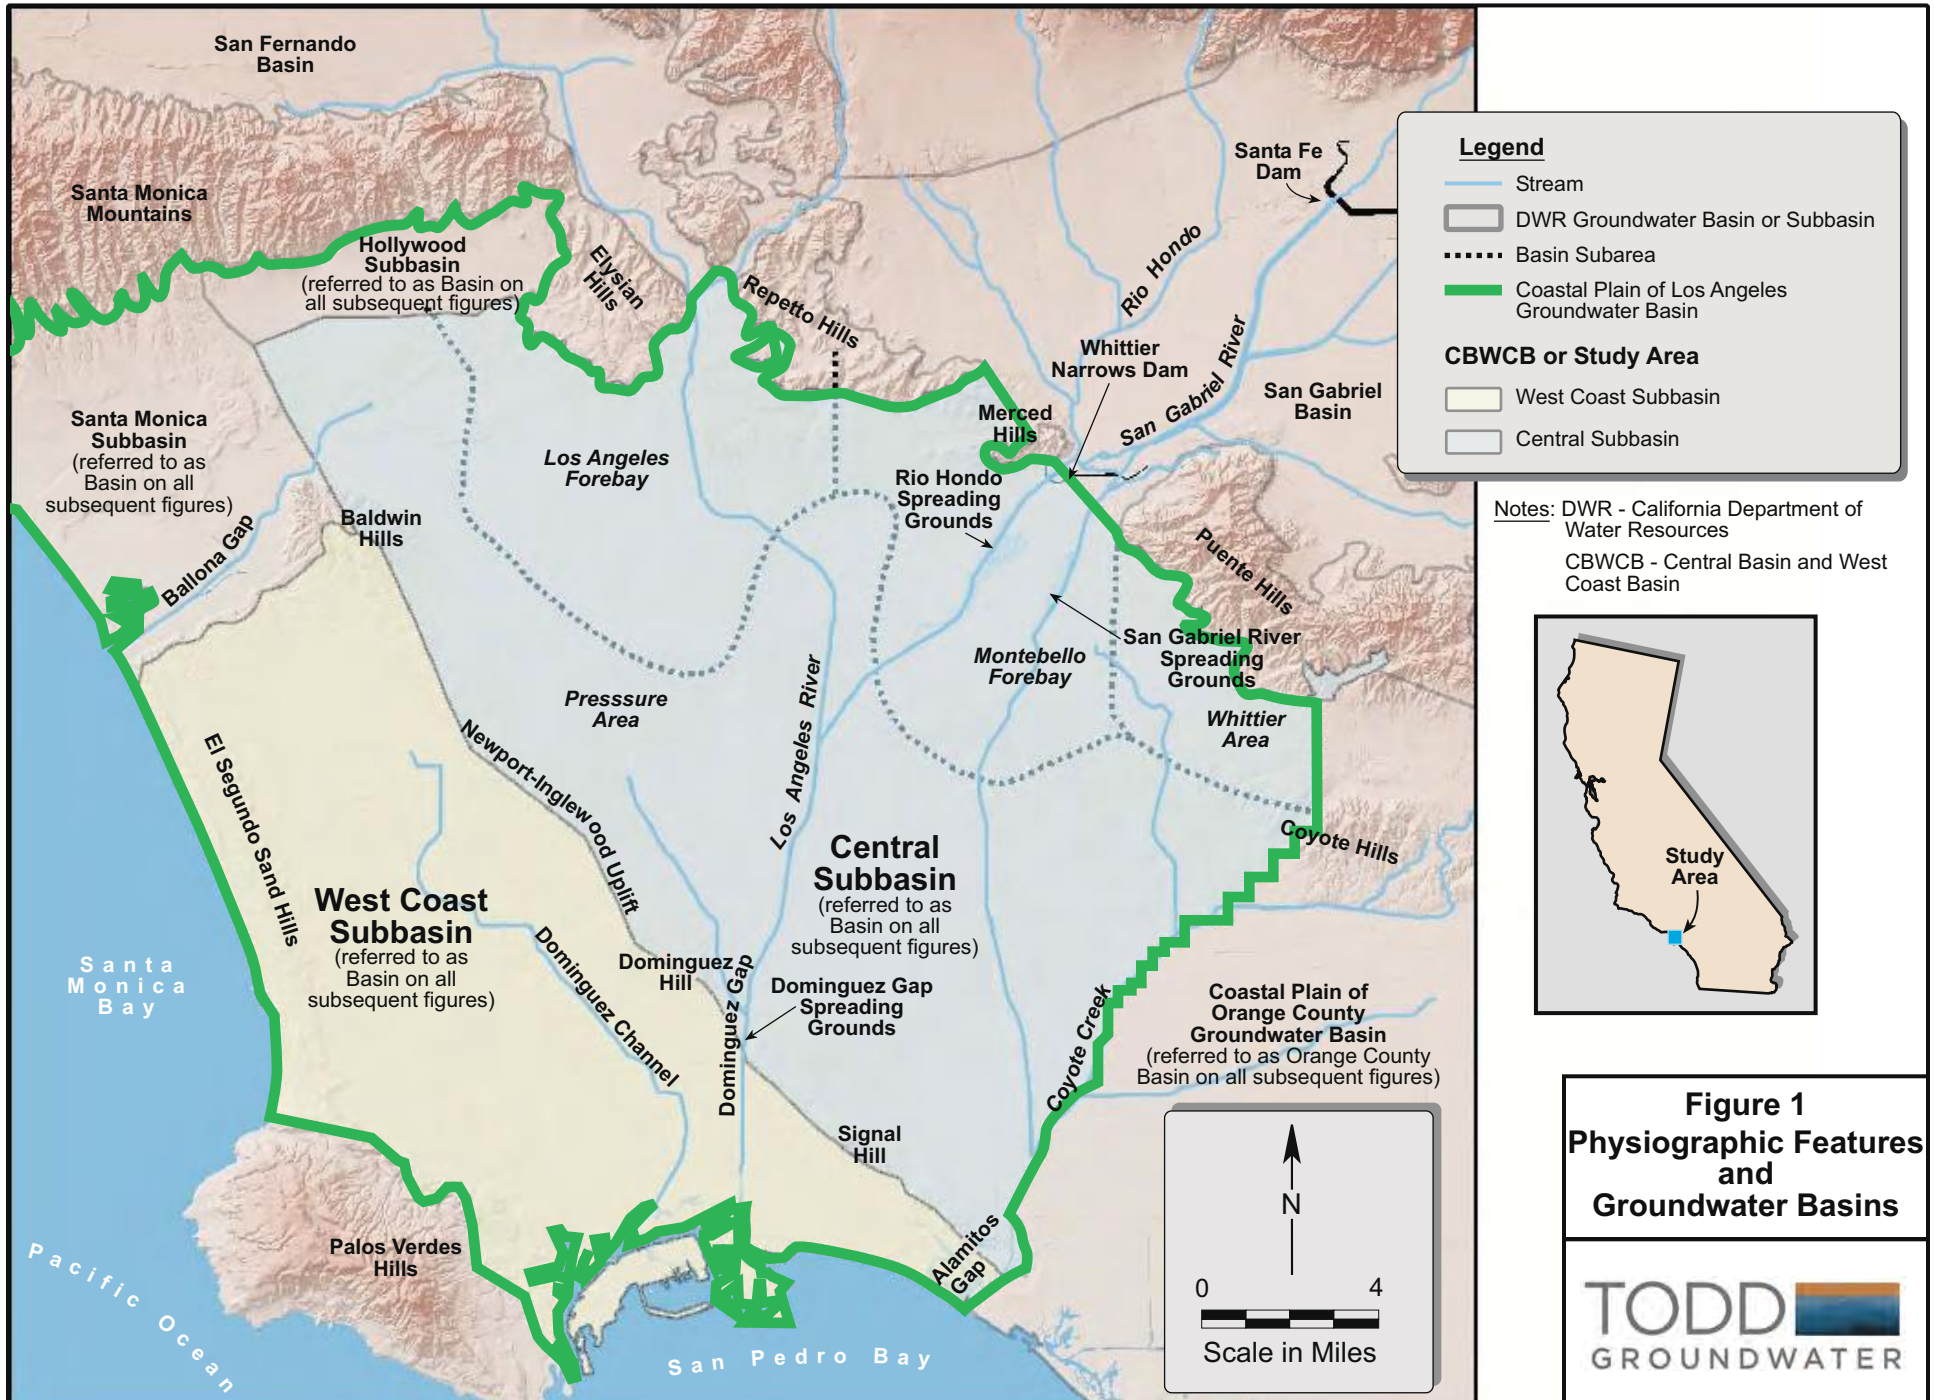 San Fernando
Basin
Santa Monica
Mountains
Hollywood
Subbasin
(referred to as Basin on
all subsequent figures)
Elysian
Hills
Repetto Hills
Santa Fe
Dam
Rio Hondo
San Gabriel River
Whittier
Narrows Dam
San Gabriel
Basin
Merced
Hills
Santa Monica
Subbasin
(referred to as
Basin on all
subsequent figures)
Los Angeles
Forebay
Rio Hondo
Spreading
Grounds
Baldwin
Hills
Ballona Gap
Puente Hills
San Gabriel River
Spreading
Grounds
Montebello
Forebay
Presssure
Area
Whittier
Area
Los Angeles River
Newport-Inglewood Uplift
El Segundo Sand Hills
Central
Subbasin
(referred to as
Basin on all
subsequent figures)
Coyote Hills
West Coast
Subbasin
(referred to as
Basin on all
subsequent figures)
Dominguez Channel
Dominguez
Hill
Dominguez Gap
Dominguez Gap
Spreading
Grounds
Santa
Monica
Bay
Coyote Creek
Coastal Plain of
Orange County
Groundwater Basin
(referred to as Orange County
Basin on all subsequent figures)
Signal
Hill
Alamitos
Gap
Palos Verdes
Hills
Pacific Ocean
San Pedro Bay
N
0 4
Scale in Miles
Legend
Stream
DWR Groundwater Basin or Subbasin
Basin Subarea
Coastal Plain of Los Angeles
Groundwater Basin
CBWCB or Study Area
West Coast Subbasin
Central Subbasin
Notes: DWR - California Department of
Water Resources
CBWCB - Central Basin and West
Coast Basin
Study
Area
Figure 1
Physiographic Features
and
Groundwater Basins
TODD
GROUNDWATER